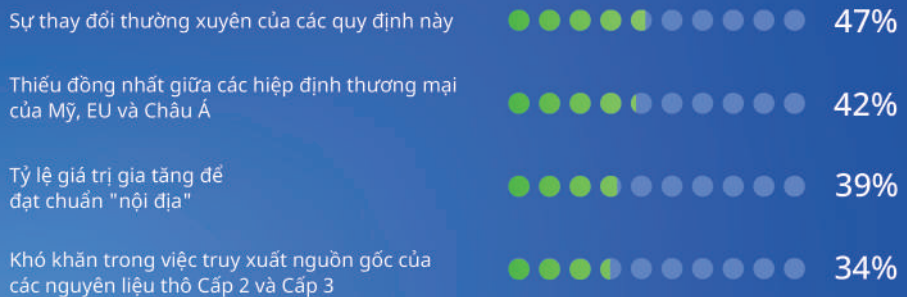 Sự thay đổi thường xuyên của các quy định này 47%
Thiếu đồng nhất giữa các hiệp định thương mại
của Mỹ, EU và Châu Á 42%
Tỷ lệ giá trị gia tăng để
đạt chuẩn "nội địa" 39%
Khó khăn trong việc truy xuất nguồn gốc của
các nguyên liệu thô Cấp 2 và Cấp 3 34%